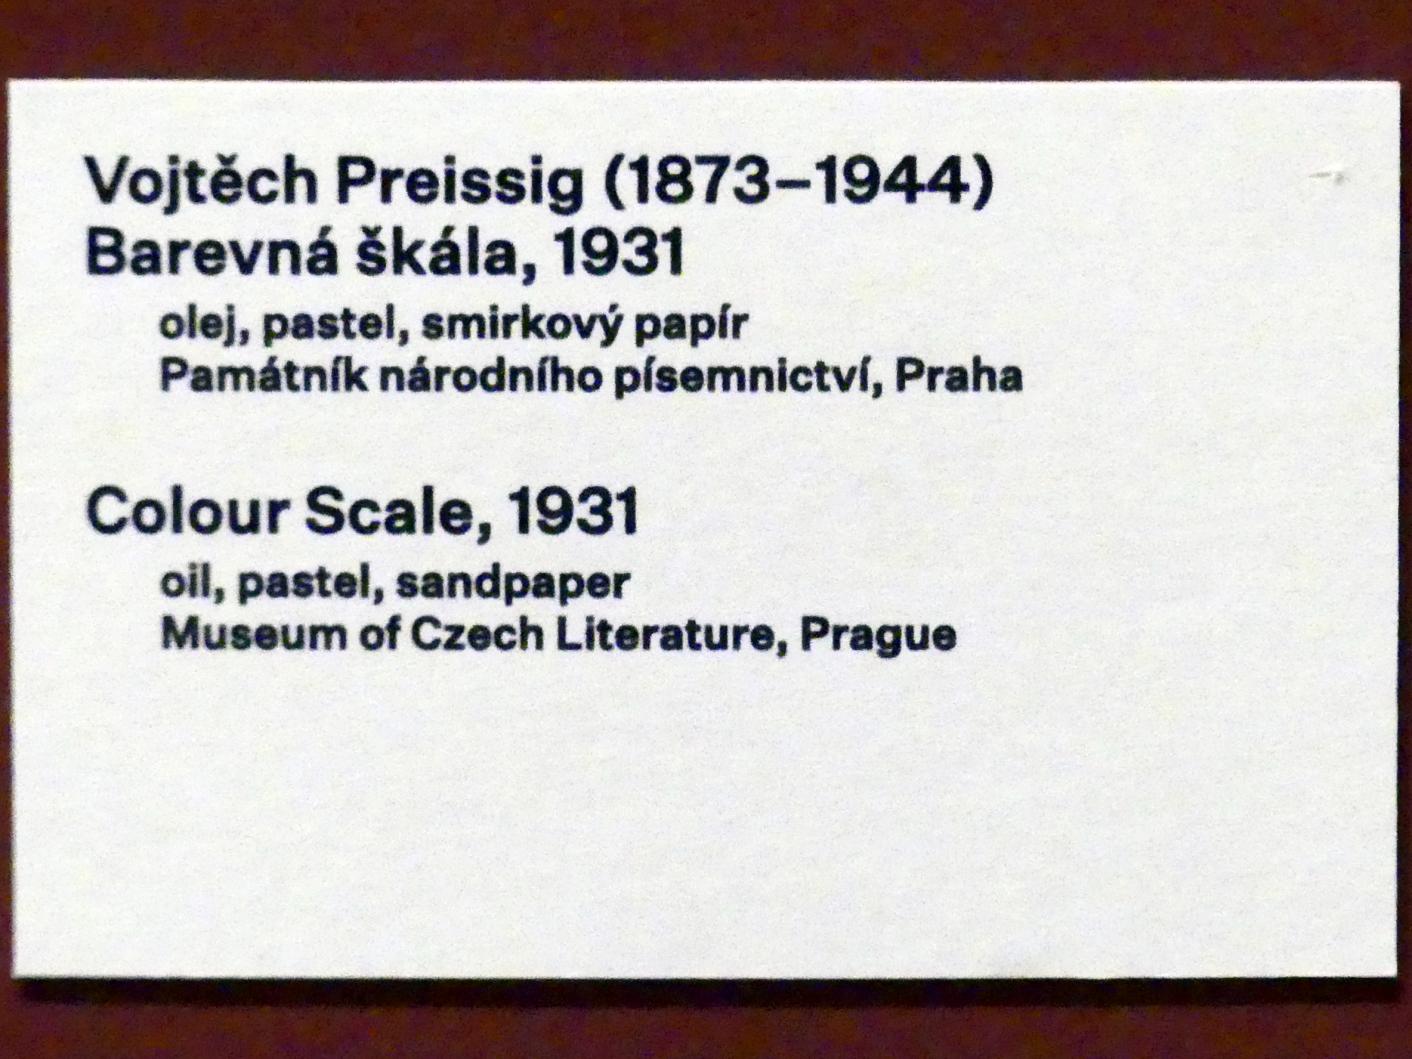 Vojtěch Preissig (1873–1944)
Barevná škála, 1931
olej, pastel, smirkový papír
Památník národního písemnictví, Praha
Colour Scale, 1931
oil, pastel, sandpaper
Museum of Czech Literature, Prague